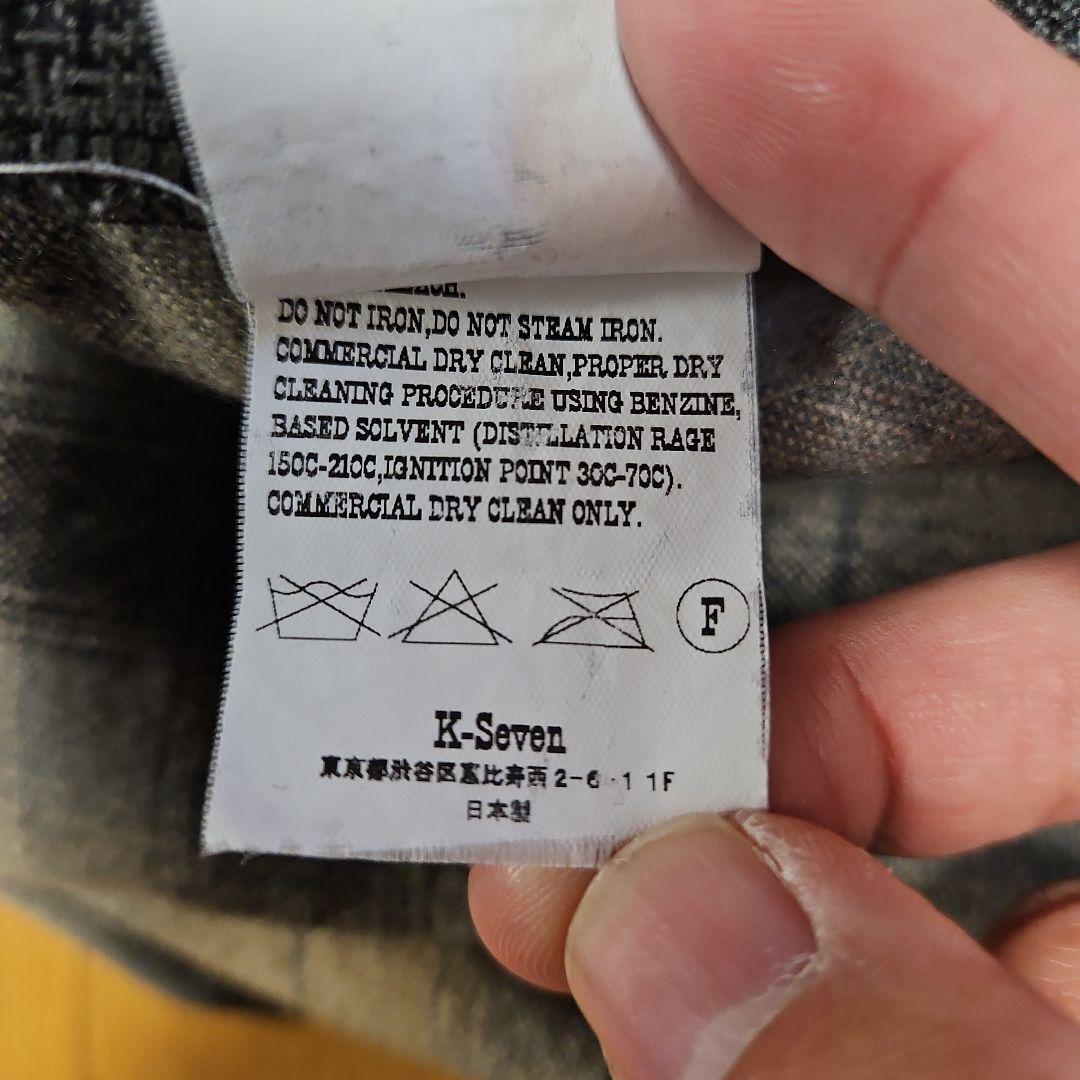 DO NOT IRON,DO NOT STEAM IRON.
COMMERCIAL DRY CLEAN,PROPER DRY
CLEANING PROCEDURE USING BENZINE,
BASED SOLVENT (DISTILLATION RAGE
150C-210C,IGNITION POINT 30C-70C).
COMMERCIAL DRY CLEAN ONLY.
F
K-Seven
東京都渋谷区恵比寿西2-6-1 1F
日本製